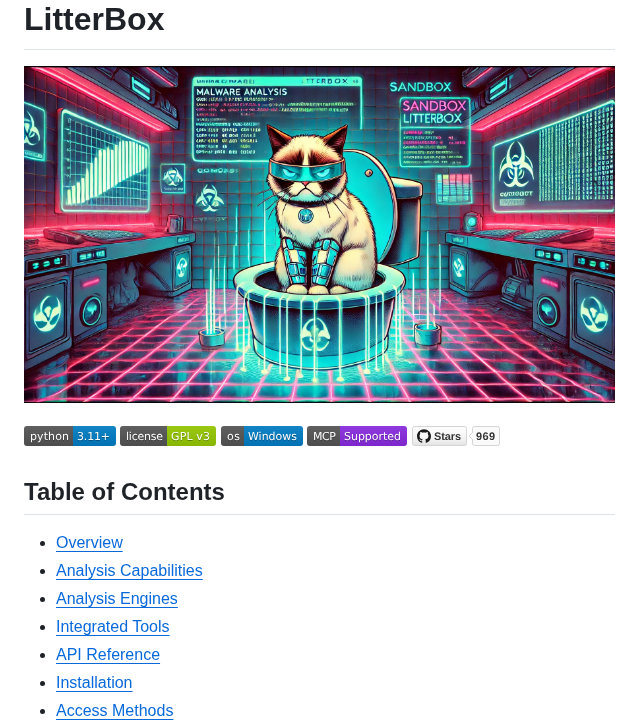 LitterBox
MALWARE ANALYSIS
SANDBOX
SANDBOX
LITTERBOX
python 3.11+ license GPL v3 os Windows MCP Supported Stars 969
Table of Contents
Overview
Analysis Capabilities
Analysis Engines
Integrated Tools
API Reference
Installation
Access Methods